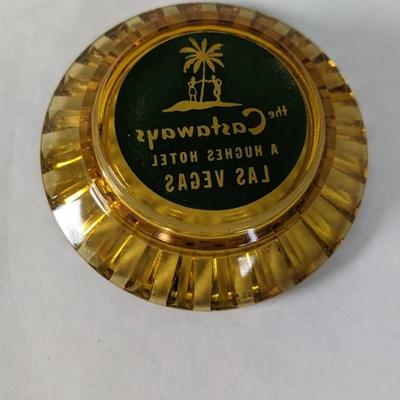 the Castaways
A HUGHES HOTEL
LAS VEGAS